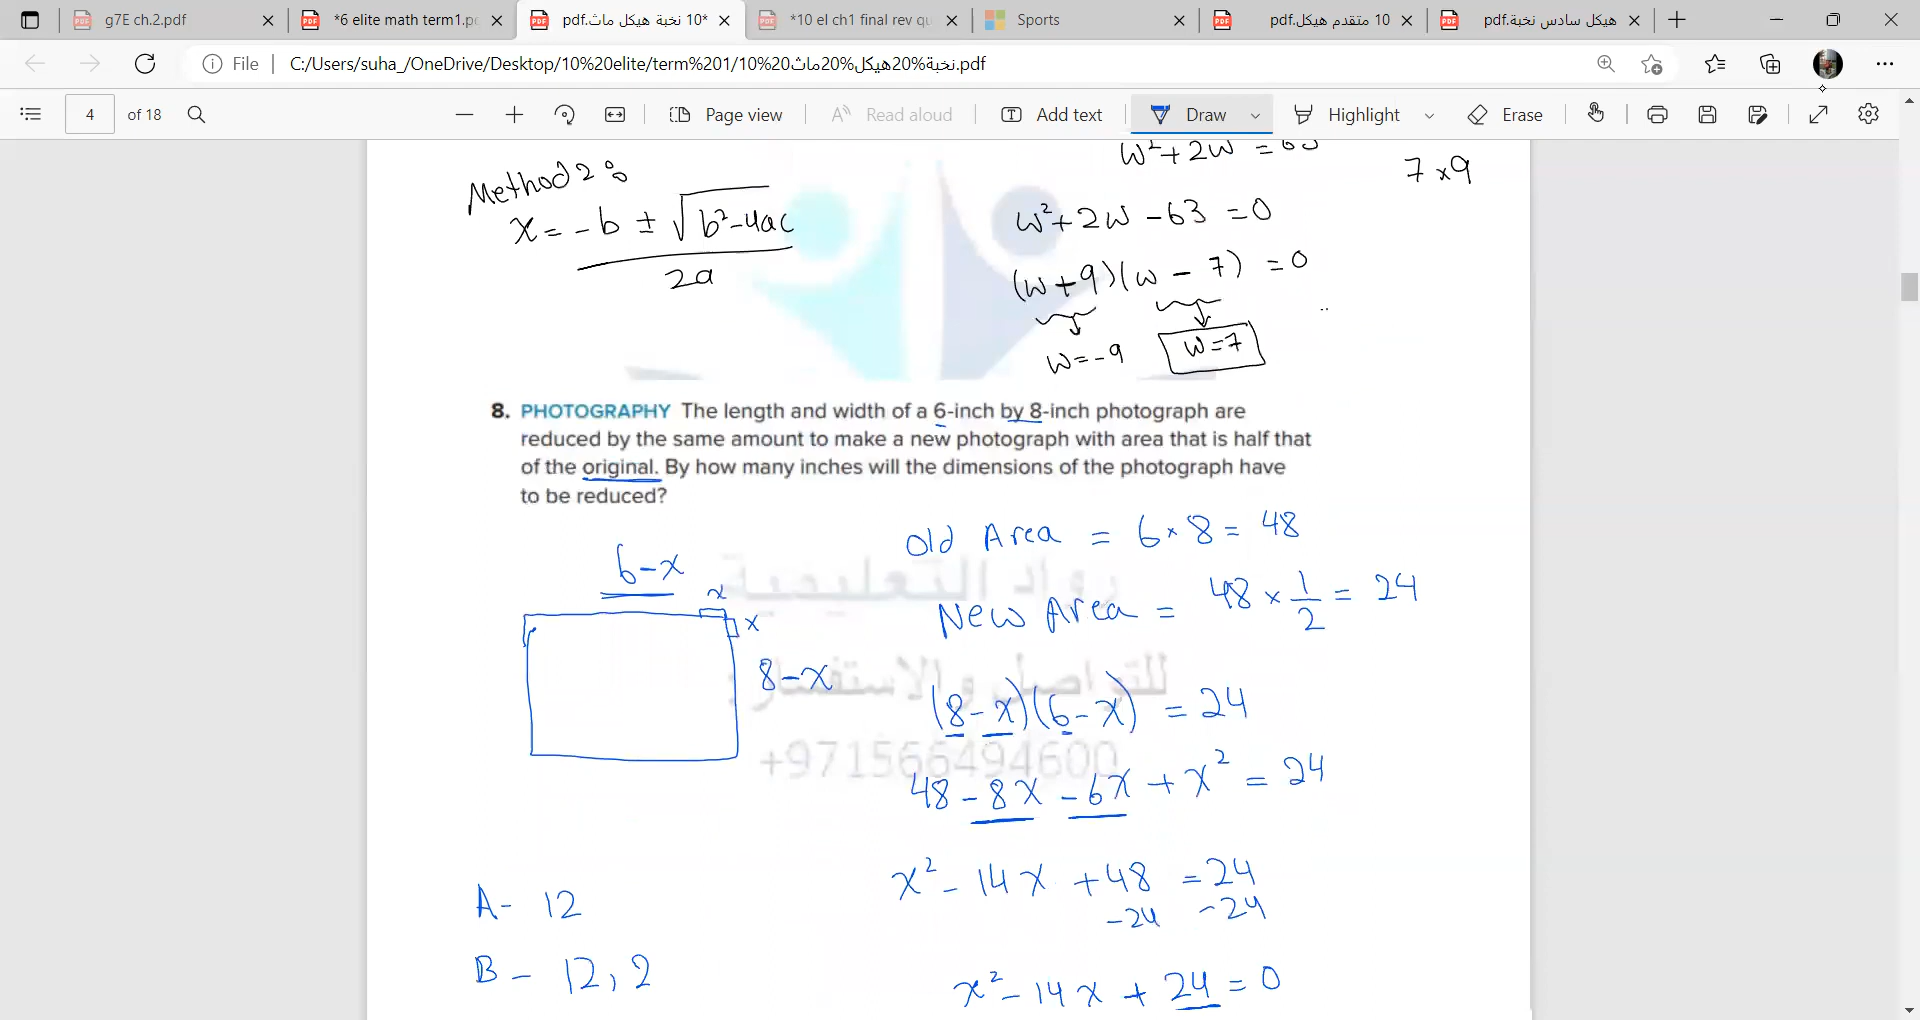 g7E ch.2.pdf
*6 elite math term1.p
*10 نخبة هيكل ماث.pdf
*10 el ch1 final rev qu
Sports
10 متقدم هيكل.pdf
هيكل سادس نخبة.pdf
File C:/Users/suha_/OneDrive/Desktop/10%20elite/term%201/10%20نخبة%20هيكل%20ماث.pdf
4 of 18 Page view Read aloud Add text Draw Highlight Erase
w²+2w = 63
7 x9
Method 2 :
x = -b ± √b²-4ac
2a
w²+2w -63 =0
(w+9)(w - 7) =0
w=-9 w=7
8. PHOTOGRAPHY The length and width of a 6-inch by 8-inch photograph are
reduced by the same amount to make a new photograph with area that is half that
of the original. By how many inches will the dimensions of the photograph have
to be reduced?
Old Area = 6×8 = 48
6-x
x
x
8-x
رواد التعليمية
New Area = 48 × 1/2 = 24
للتواصل والاستفسار:
(8-x)(6-x) = 24
+971566494600
48 -8x -6x + x² = 24
x² - 14x +48 =24
-24 -24
A- 12
B - 12, 2
x² - 14x + 24 = 0